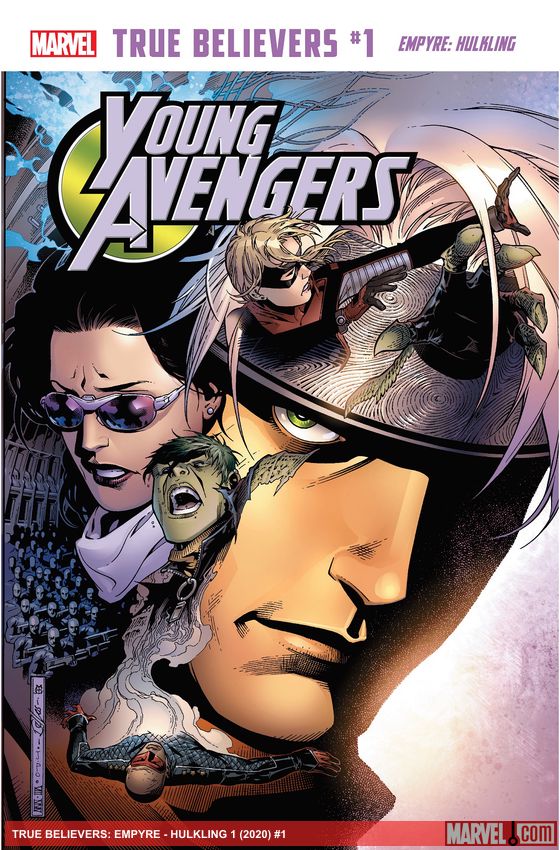 MARVEL TRUE BELIEVERS #1 EMPYRE: HULKLING
YOUNG
AVENGERS
TRUE BELIEVERS: EMPYRE - HULKLING 1 (2020) #1
MARVEL.com